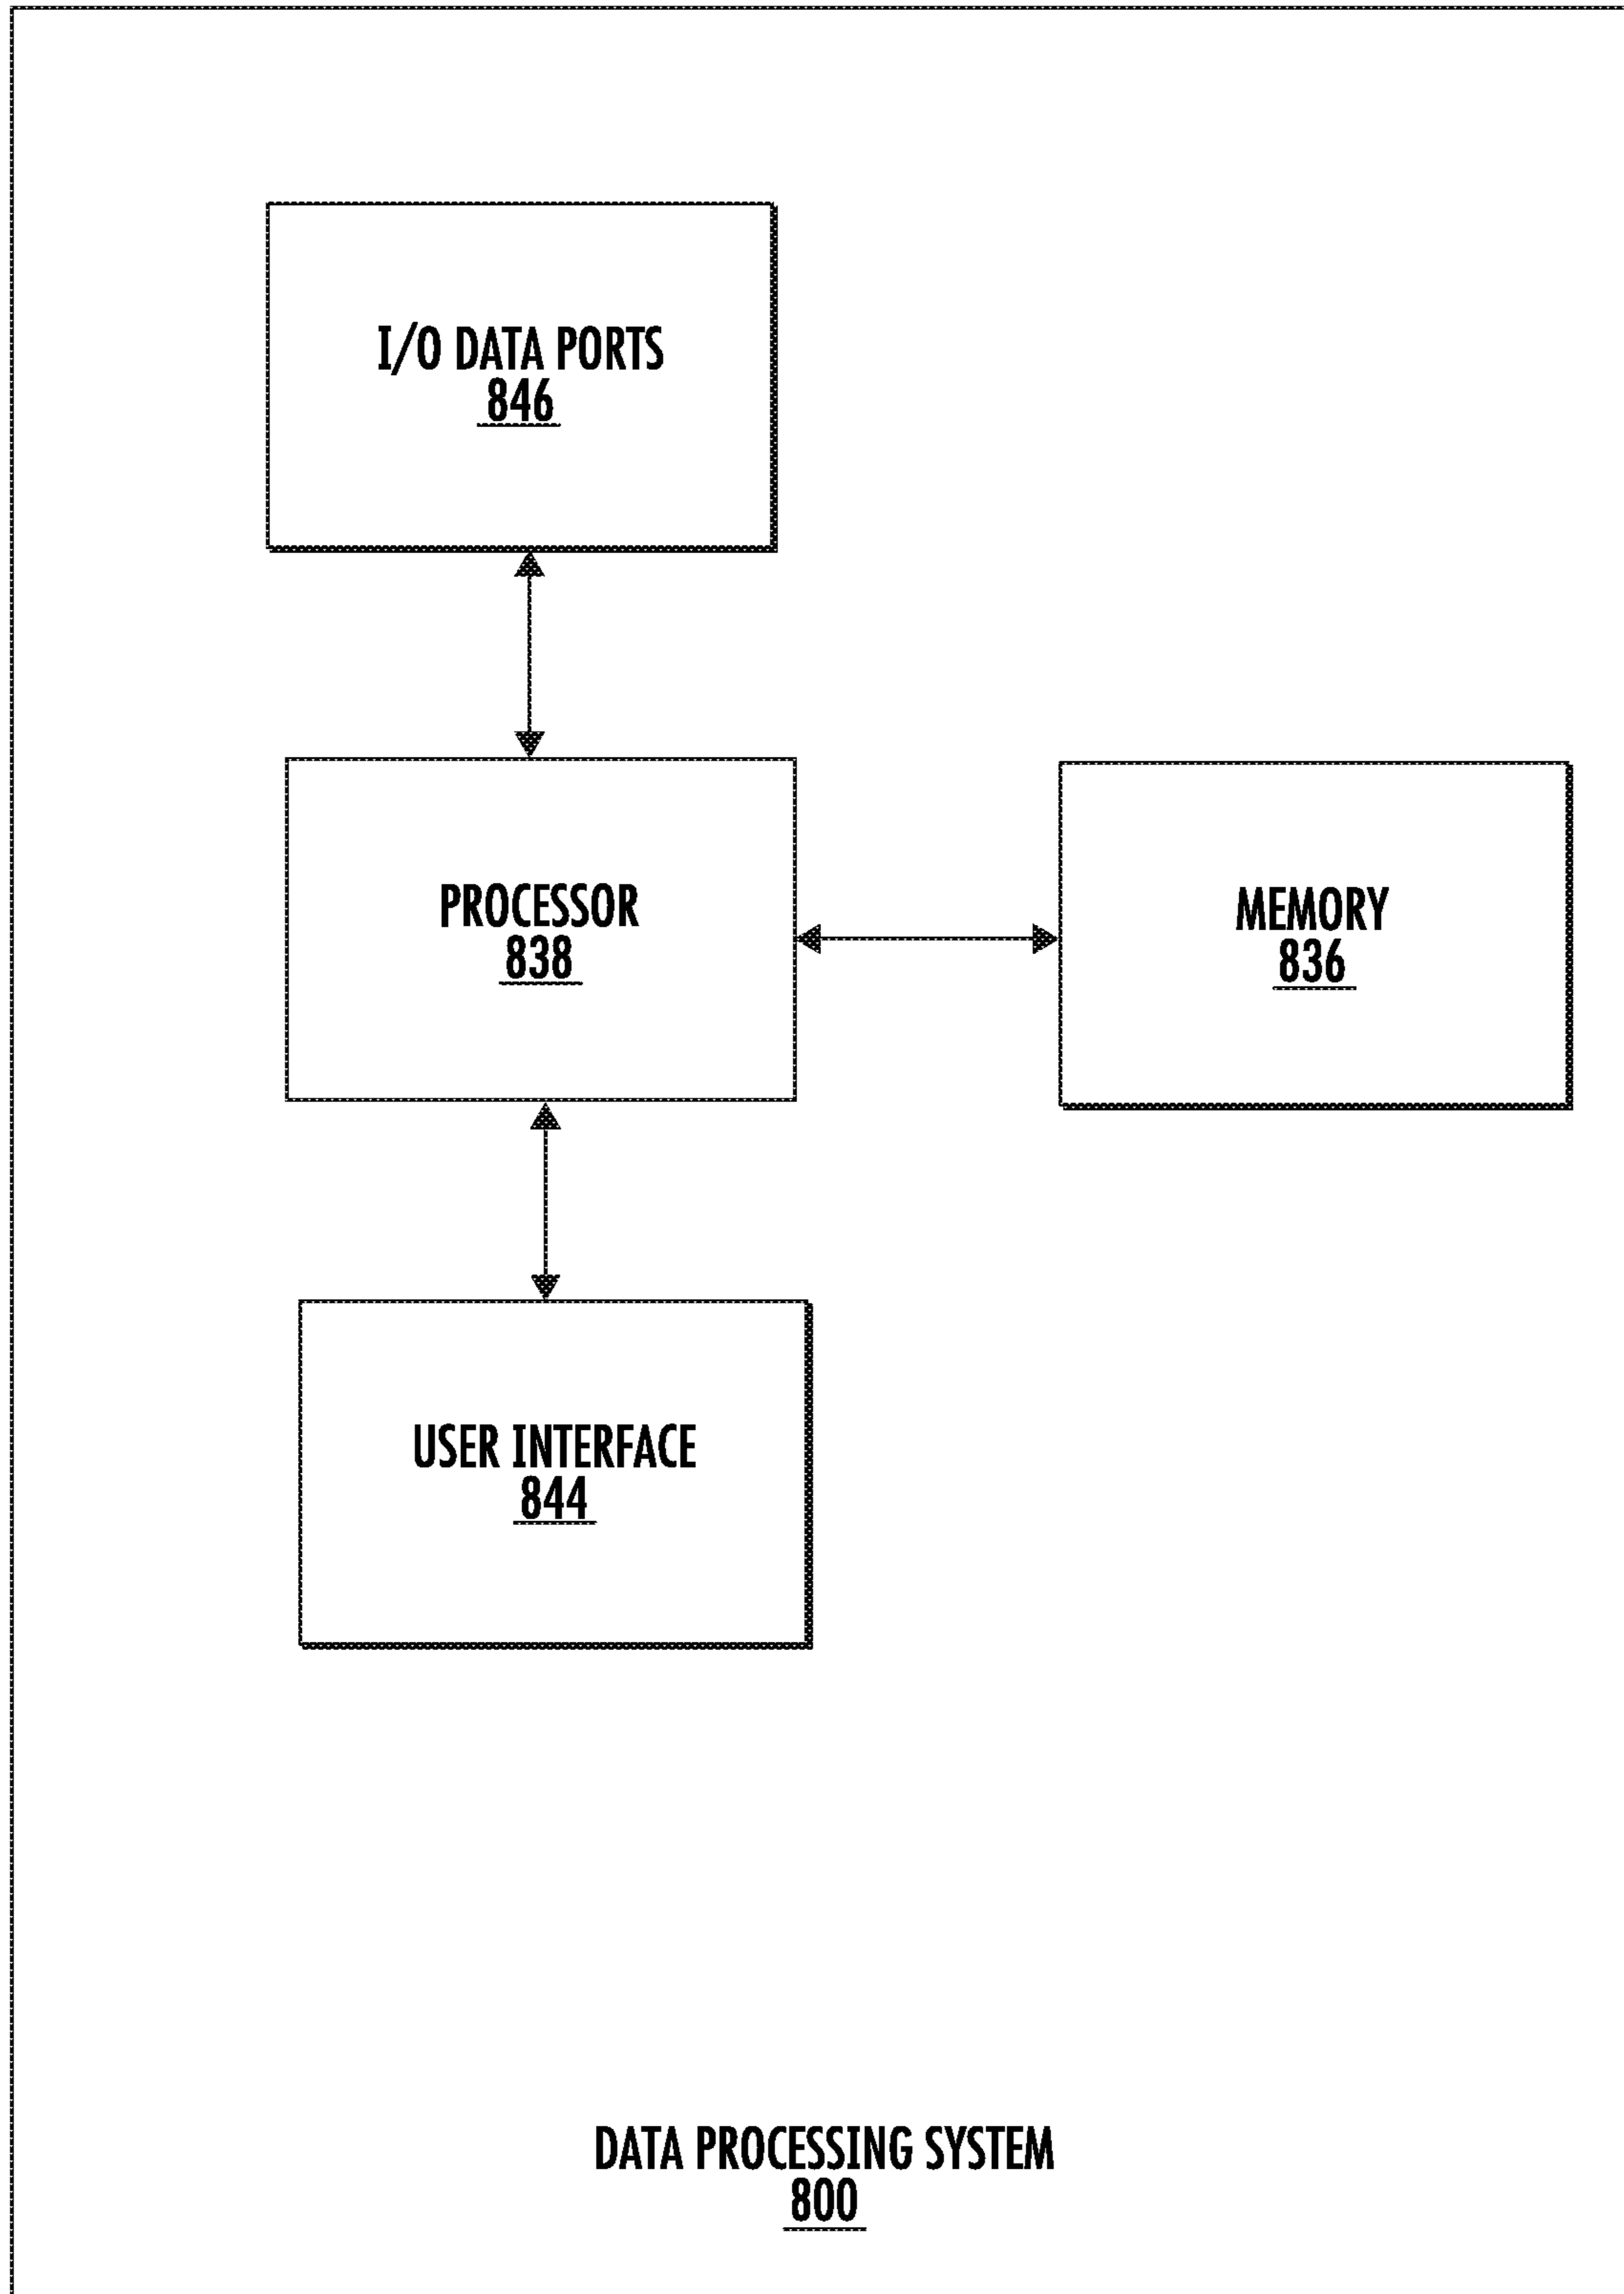 I/O DATA PORTS
846
PROCESSOR
838
MEMORY
836
USER INTERFACE
844
DATA PROCESSING SYSTEM
800